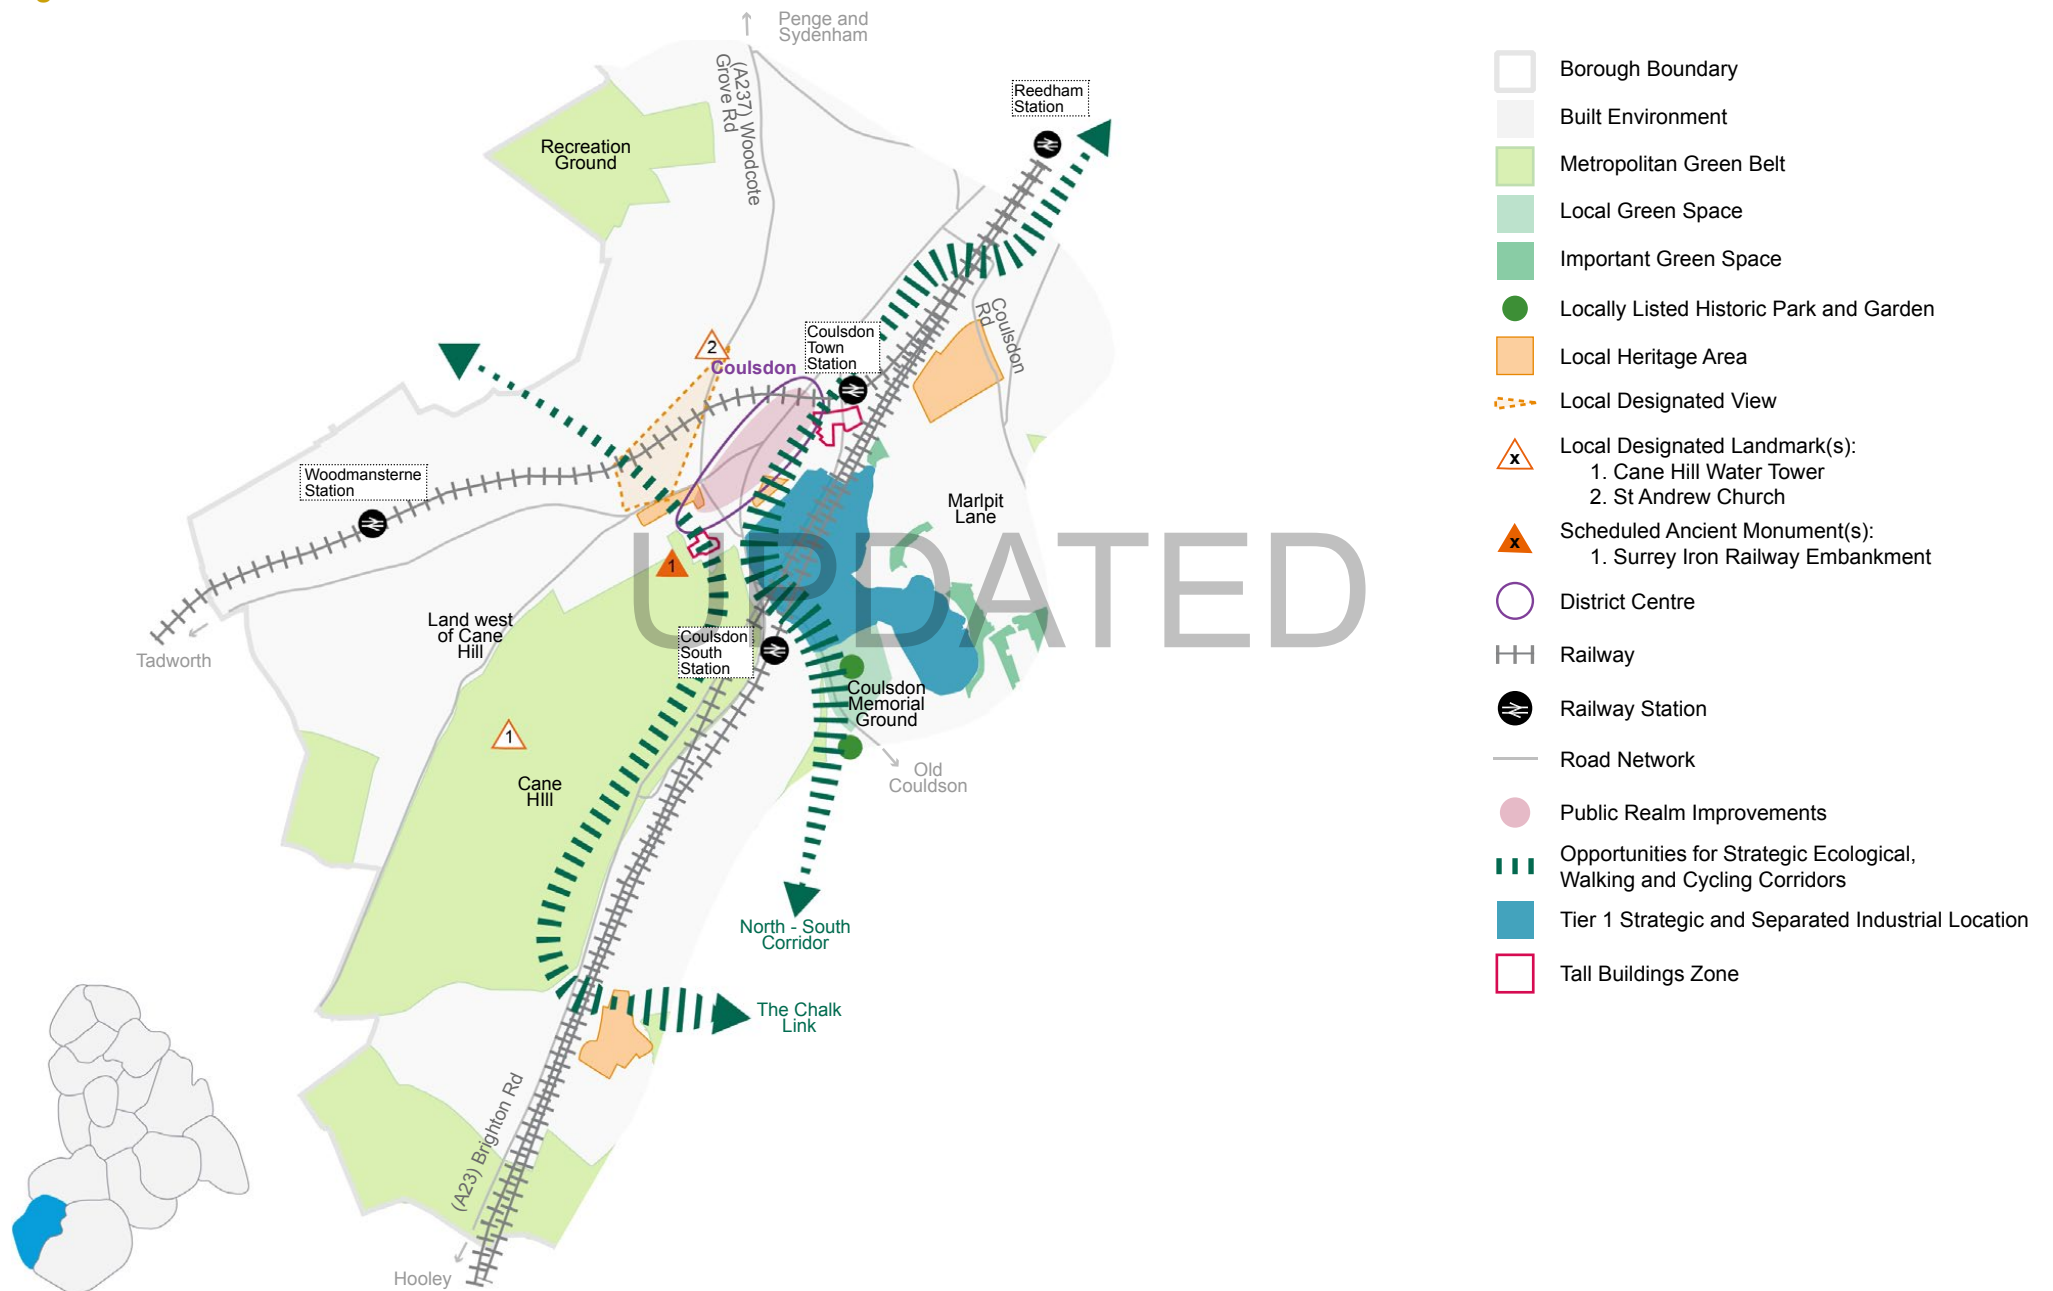 Penge and
Sydenham
(A237) Woodcote
Grove Rd
Reedham
Station
Recreation
Ground
Coulsdon
Rd
2
Coulsdon
Coulsdon
Town
Station
Woodmansterne
Station
Marlpit
Lane
UPDATED
1
Land west
of Cane
Hill
Coulsdon
South
Station
Tadworth
Coulsdon
Memorial
Ground
1
Cane
HIll
Old
Couldson
North - South
Corridor
The Chalk
Link
(A23) Brighton Rd
Hooley
Borough Boundary
Built Environment
Metropolitan Green Belt
Local Green Space
Important Green Space
Locally Listed Historic Park and Garden
Local Heritage Area
Local Designated View
x
Local Designated Landmark(s):
1. Cane Hill Water Tower
2. St Andrew Church
x
Scheduled Ancient Monument(s):
1. Surrey Iron Railway Embankment
District Centre
Railway
Railway Station
Road Network
Public Realm Improvements
Opportunities for Strategic Ecological,
Walking and Cycling Corridors
Tier 1 Strategic and Separated Industrial Location
Tall Buildings Zone